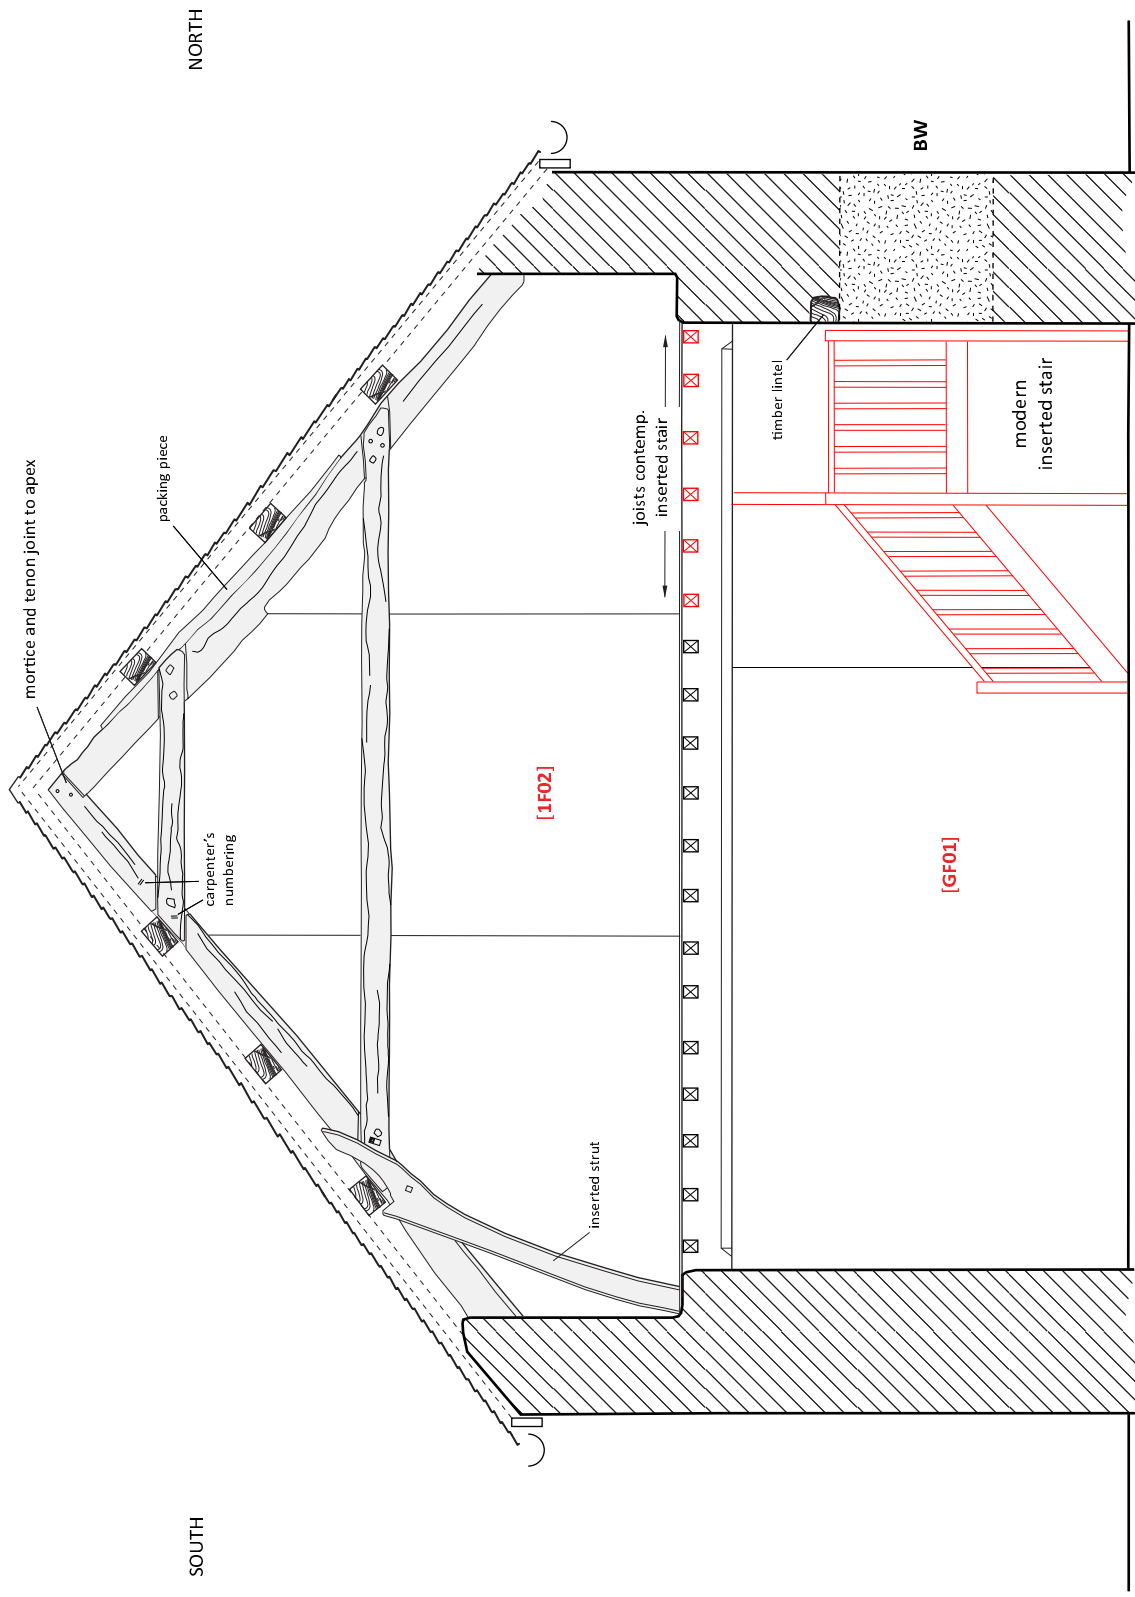 SOUTH
NORTH
mortice and tenon joint to apex
packing piece
carpenter's
numbering
joists contemp.
inserted stair
[1F02]
inserted strut
timber lintel
BW
modern
inserted stair
[GF01]